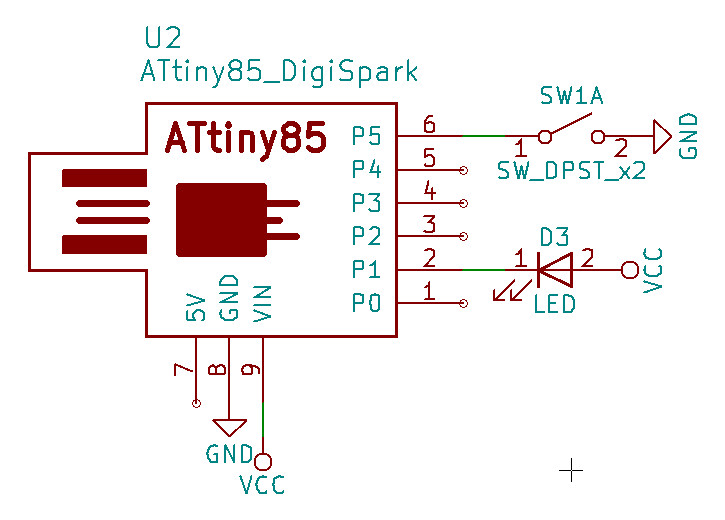 U2
ATtiny85_DigiSpark
SW1A
ATtiny85
P5
6
1
2
GND
SW_DPST_x2
P4
5
P3
4
P2
3
D3
P1
2
1
2
VCC
LED
P0
1
5V
GND
VIN
7
8
9
GND
VCC